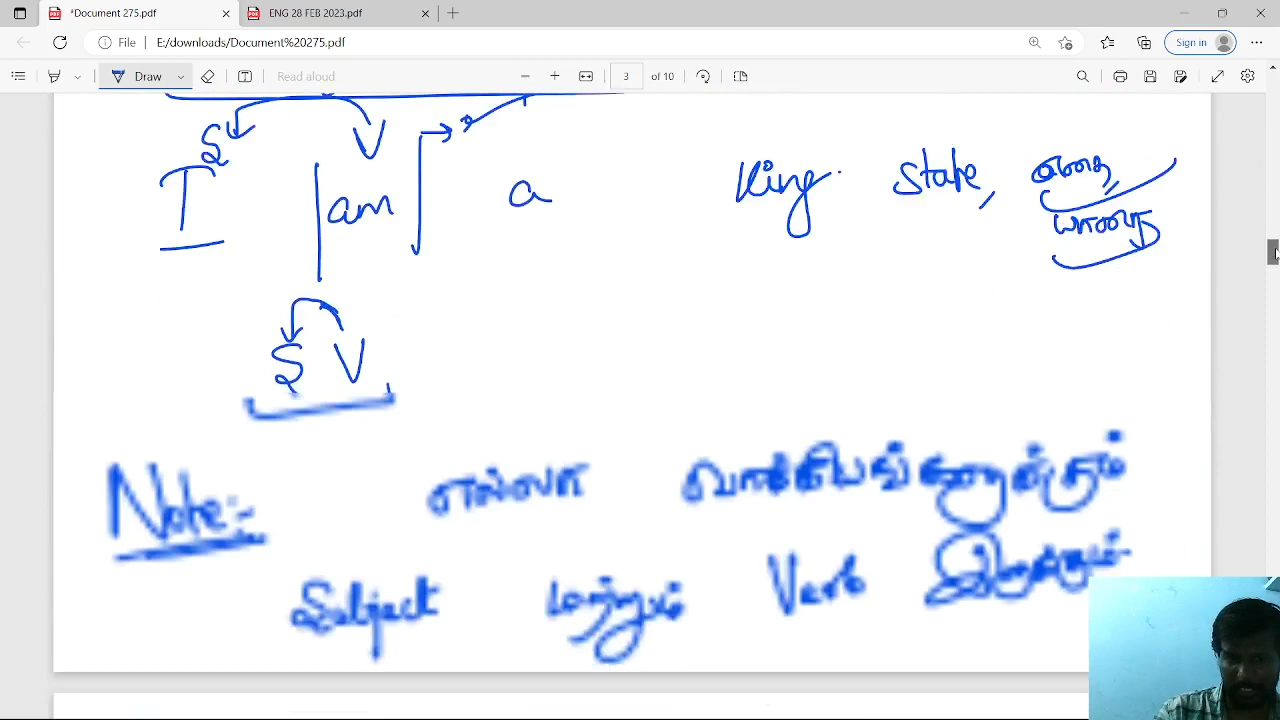 *Document 275.pdf
ENG 28 FEB 2023.pdf
File E:/downloads/Document%20275.pdf
Sign in
Draw
Read aloud
3 of 10
S V
I am a King. State,
S V
Note:- எல்லா வாக்கியங்களுக்கும்
Subject மற்றும் Verb இருக்கும்